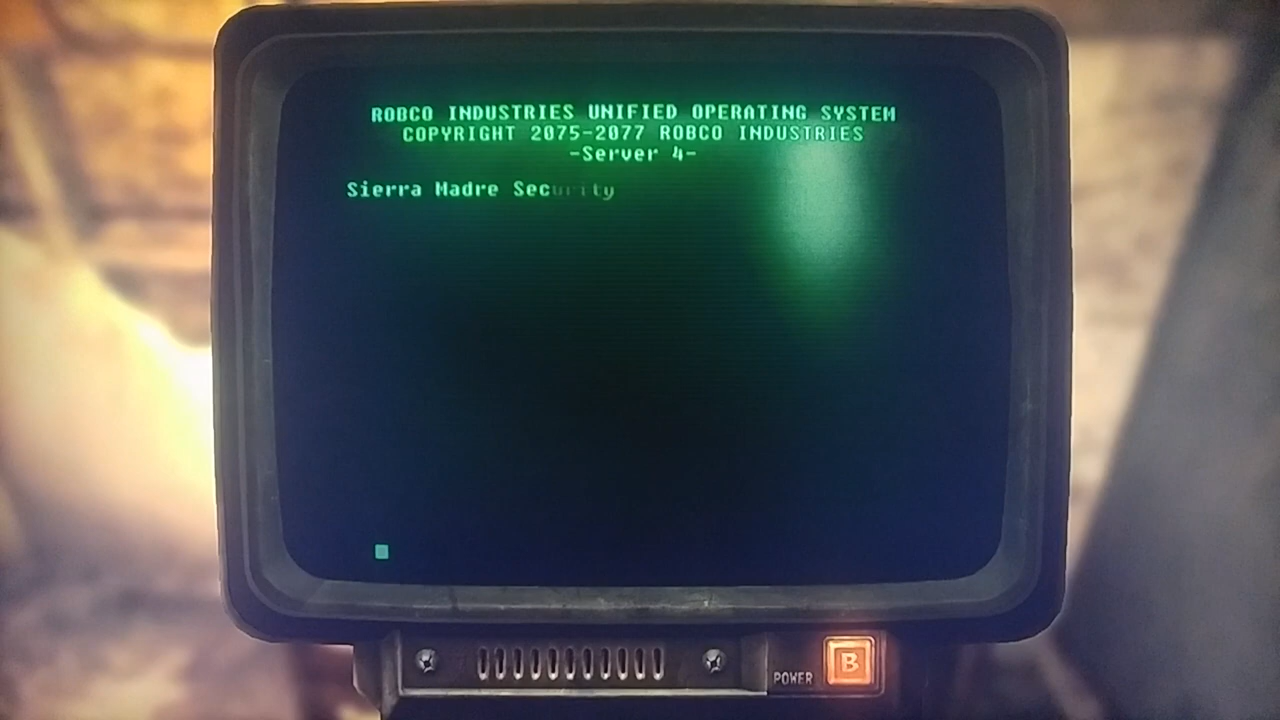 ROBCO INDUSTRIES UNIFIED OPERATING SYSTEM
COPYRIGHT 2075-2077 ROBCO INDUSTRIES
-Server 4-
Sierra Madre Security
POWER
B